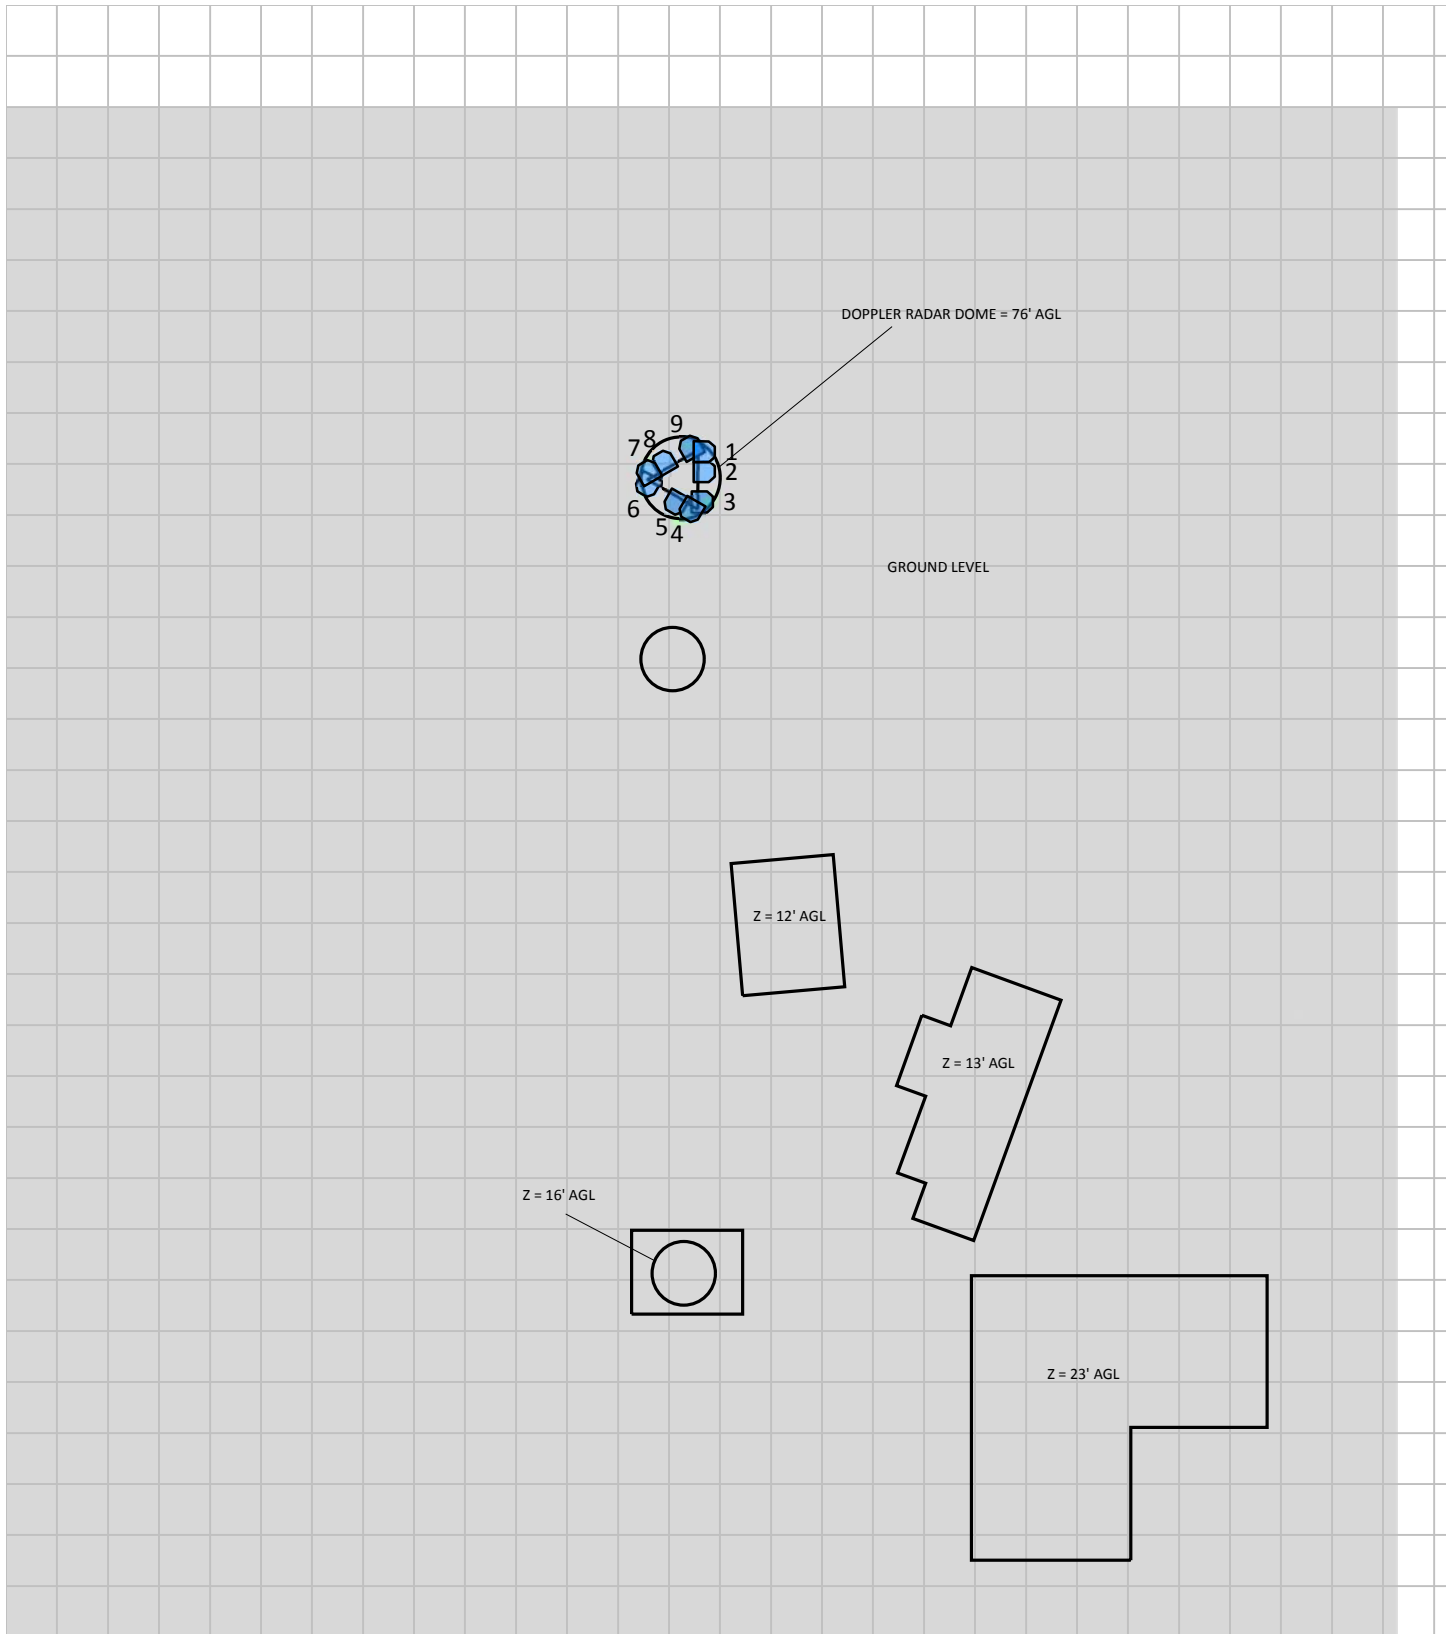 DOPPLER RADAR DOME = 76' AGL
9
8
7
1
2
3
6
5
4
GROUND LEVEL
Z = 12' AGL
Z = 13' AGL
Z = 16' AGL
Z = 23' AGL